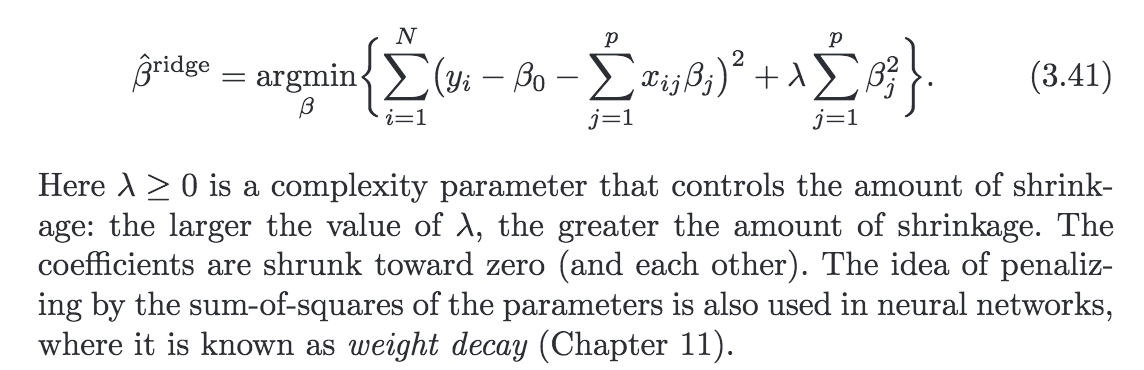 β̂^ridge = argmin_β { ∑_{i=1}^{N} (y_i − β_0 − ∑_{j=1}^{p} x_{ij}β_j)^2 + λ ∑_{j=1}^{p} β_j^2 }. (3.41)
Here λ ≥ 0 is a complexity parameter that controls the amount of shrink-
age: the larger the value of λ, the greater the amount of shrinkage. The
coefficients are shrunk toward zero (and each other). The idea of penaliz-
ing by the sum-of-squares of the parameters is also used in neural networks,
where it is known as weight decay (Chapter 11).